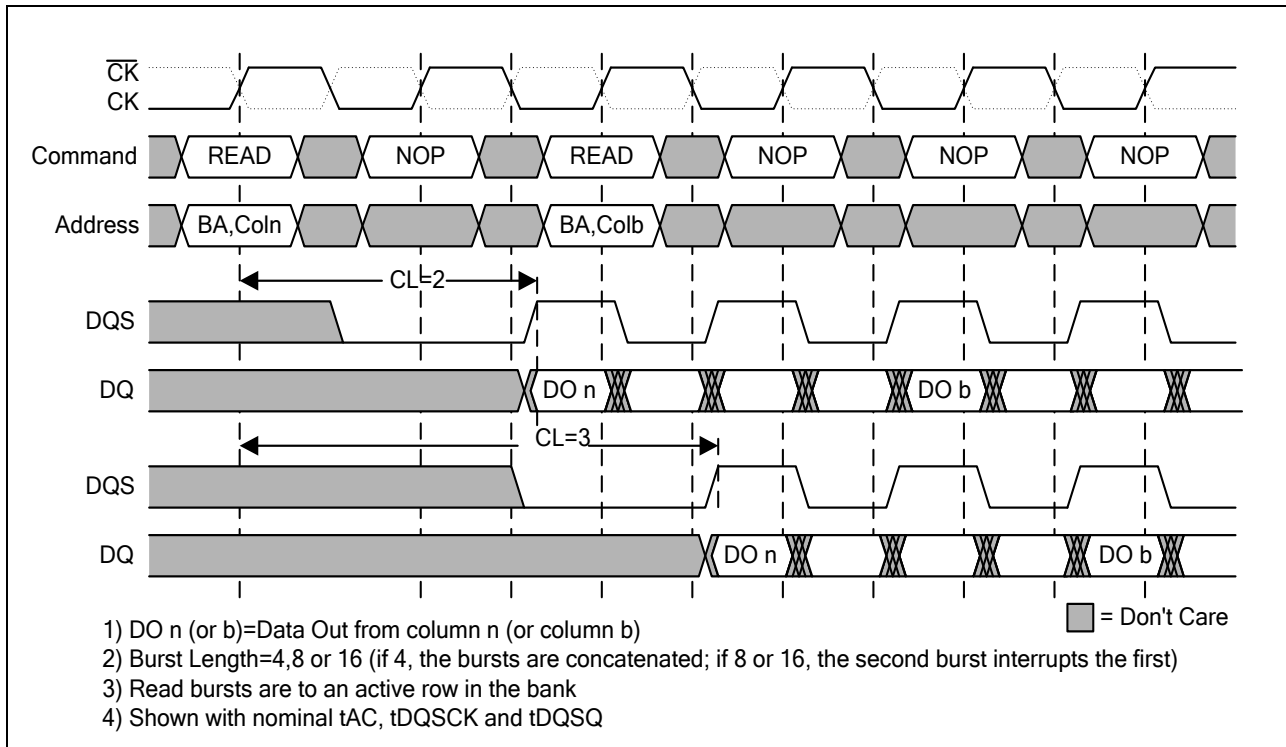 CK
CK
Command READ NOP READ NOP NOP NOP
Address BA,Coln BA,Colb
CL=2
DQS
DQ DO n DO b
CL=3
DQS
DQ DO n DO b
1) DO n (or b)=Data Out from column n (or column b)
= Don't Care
2) Burst Length=4,8 or 16 (if 4, the bursts are concatenated; if 8 or 16, the second burst interrupts the first)
3) Read bursts are to an active row in the bank
4) Shown with nominal tAC, tDQSCK and tDQSQ